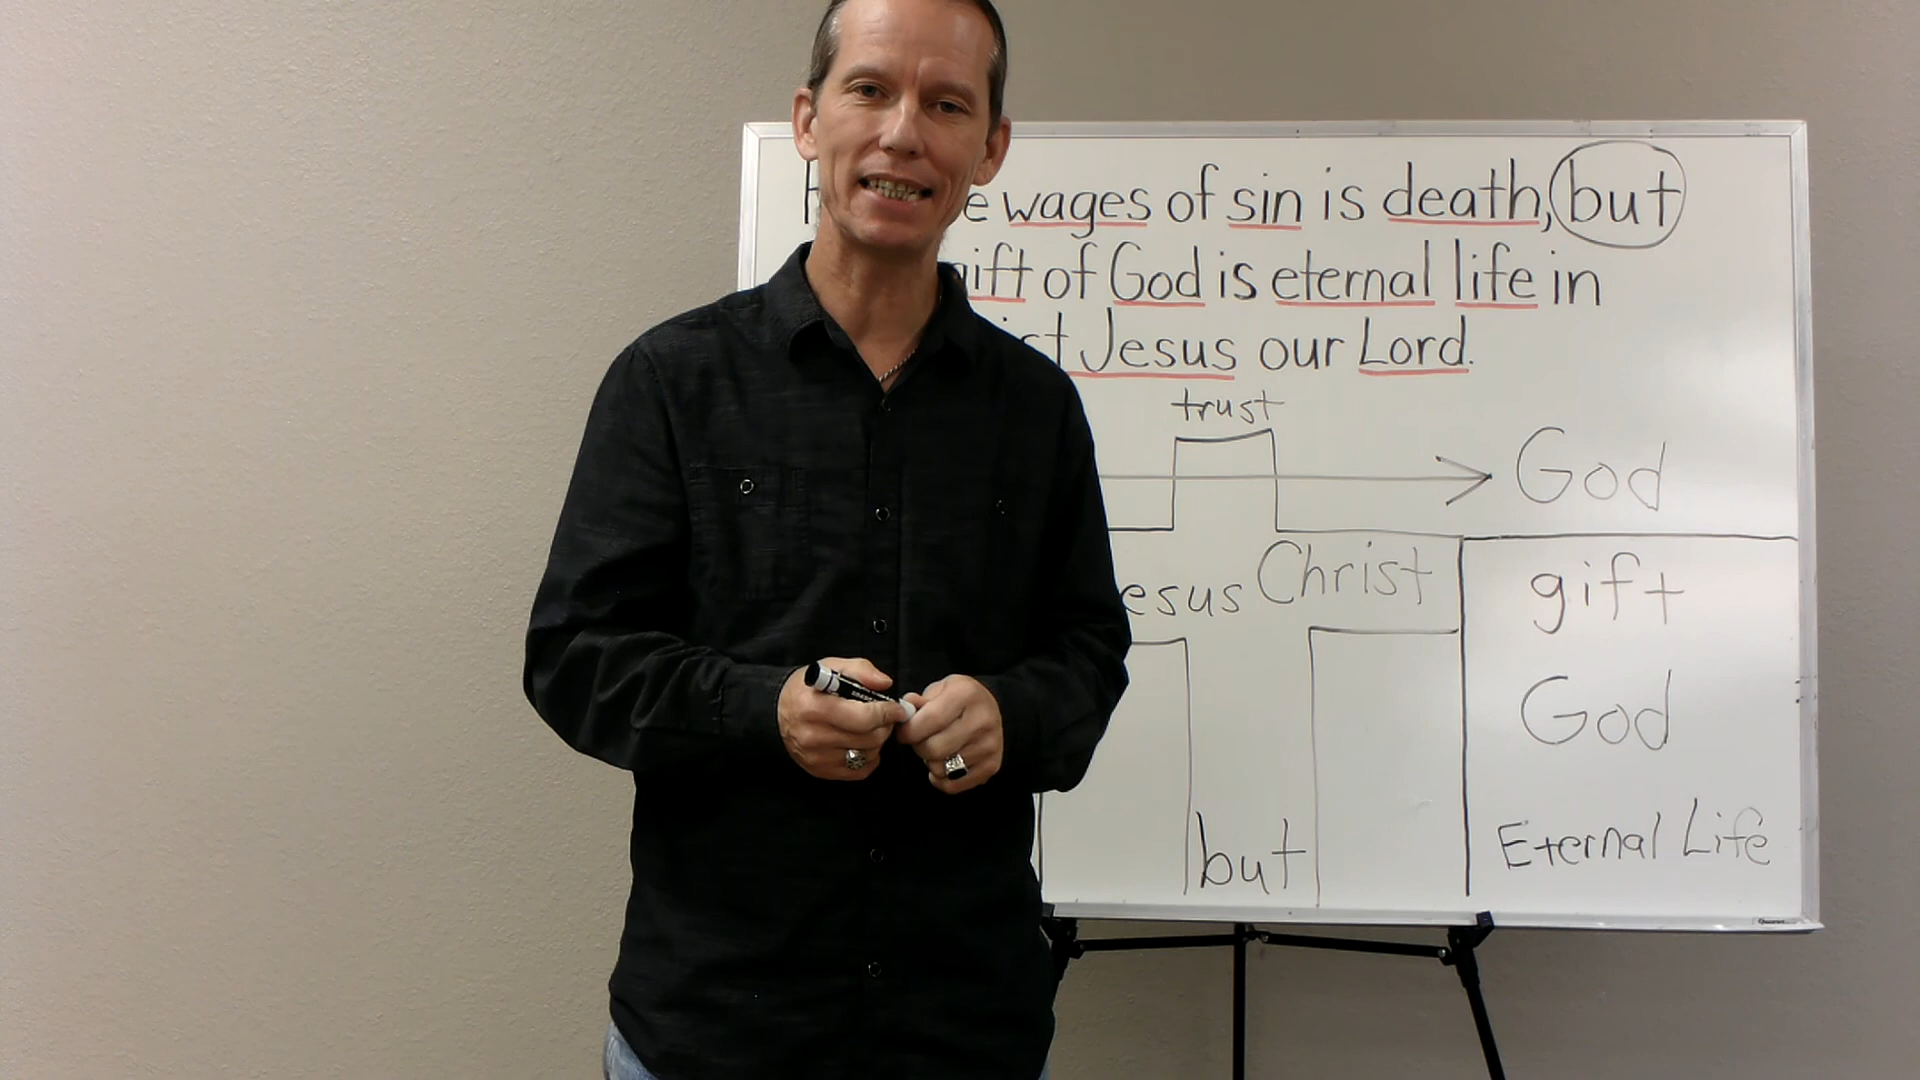 wages of sin is death, but
gift of God is eternal life in
Jesus our Lord.
trust
God
esus Christ
gift
God
Eternal Life
but